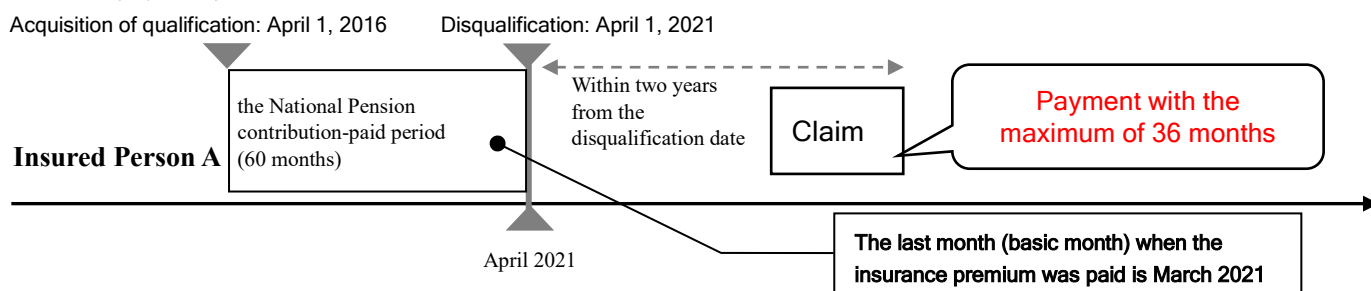 Acquisition of qualification: April 1, 2016
Disqualification: April 1, 2021
the National Pension
contribution-paid period
(60 months)
Within two years
from the
disqualification date
Claim
Payment with the
maximum of 36 months
Insured Person A
April 2021
The last month (basic month) when the
insurance premium was paid is March 2021